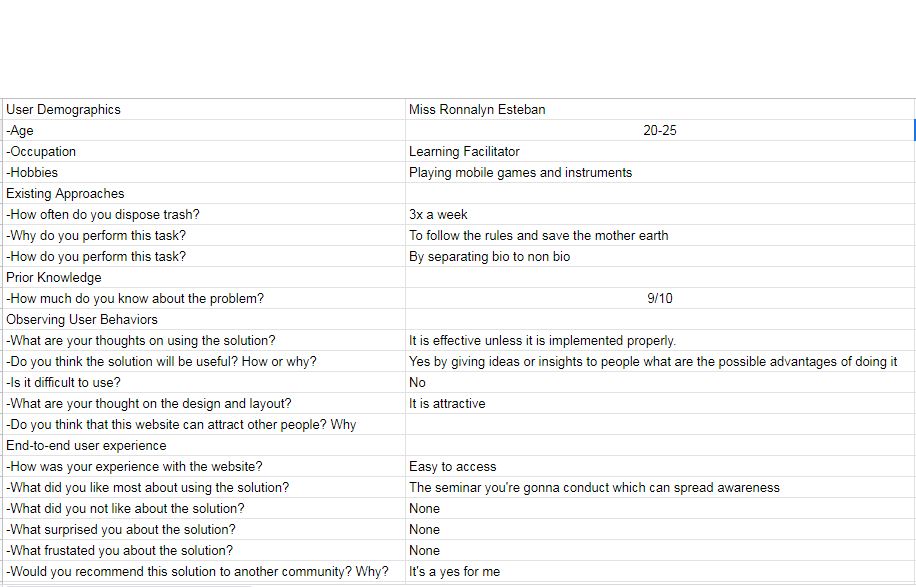 User Demographics Miss Ronnalyn Esteban
-Age 20-25
-Occupation Learning Facilitator
-Hobbies Playing mobile games and instruments
Existing Approaches
-How often do you dispose trash? 3x a week
-Why do you perform this task? To follow the rules and save the mother earth
-How do you perform this task? By separating bio to non bio
Prior Knowledge
-How much do you know about the problem? 9/10
Observing User Behaviors
-What are your thoughts on using the solution? It is effective unless it is implemented properly.
-Do you think the solution will be useful? How or why? Yes by giving ideas or insights to people what are the possible advantages of doing it
-Is it difficult to use? No
-What are your thought on the design and layout? It is attractive
-Do you think that this website can attract other people? Why
End-to-end user experience
-How was your experience with the website? Easy to access
-What did you like most about using the solution? The seminar you're gonna conduct which can spread awareness
-What did you not like about the solution? None
-What surprised you about the solution? None
-What frustated you about the solution? None
-Would you recommend this solution to another community? Why? It's a yes for me